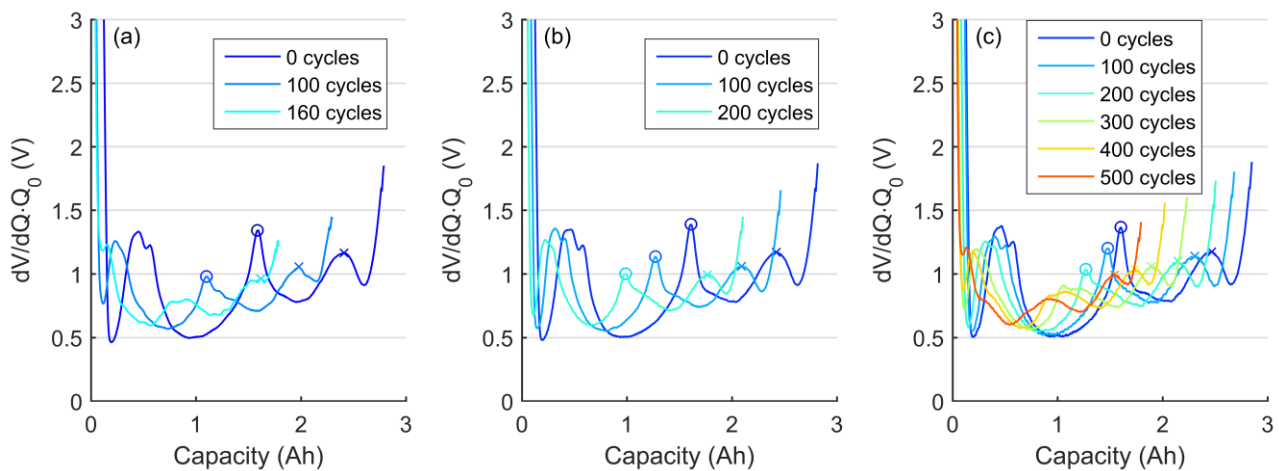 (a)
0 cycles
100 cycles
160 cycles
dV/dQ·Q₀ (V)
3
2.5
2
1.5
1
0.5
0
0 1 2 3
Capacity (Ah)
(b)
0 cycles
100 cycles
200 cycles
dV/dQ·Q₀ (V)
3
2.5
2
1.5
1
0.5
0
0 1 2 3
Capacity (Ah)
(c)
0 cycles
100 cycles
200 cycles
300 cycles
400 cycles
500 cycles
dV/dQ·Q₀ (V)
3
2.5
2
1.5
1
0.5
0
0 1 2 3
Capacity (Ah)